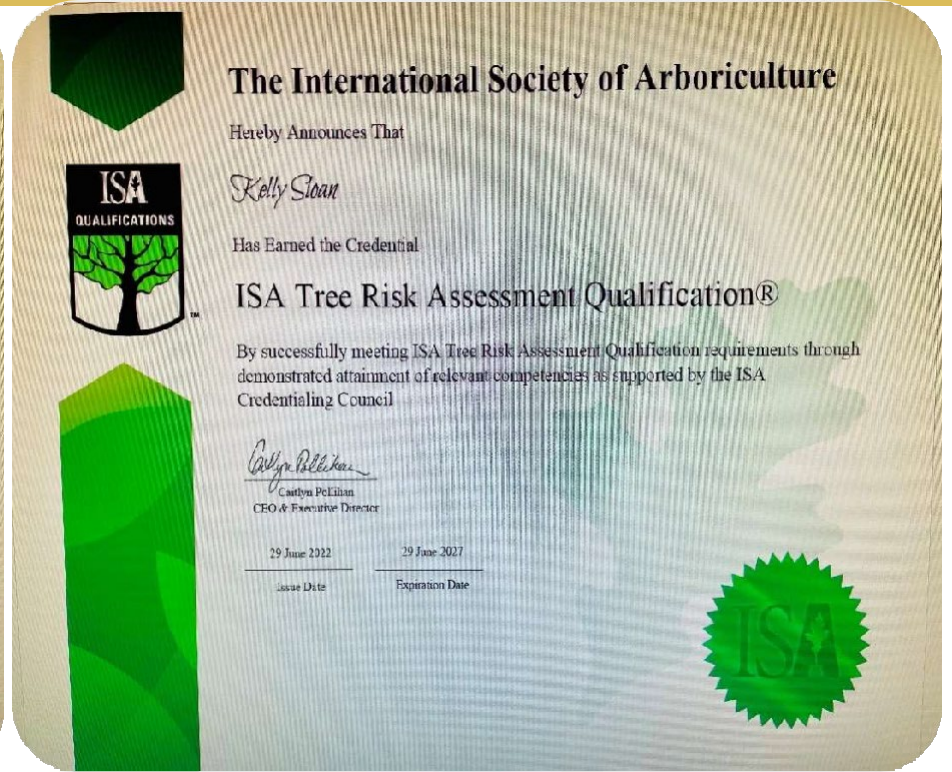 The International Society of Arboriculture
Hereby Announces That
Kelly Sloan
Has Earned the Credential
ISA Tree Risk Assessment Qualification®
By successfully meeting ISA Tree Risk Assessment Qualification requirements through
demonstrated attainment of relevant competencies as supported by the ISA
Credentialing Council
Caitlyn Pollihan
CEO & Executive Director
29 June 2022
29 June 2027
Issue Date
Expiration Date
ISA
QUALIFICATIONS
™
ISA